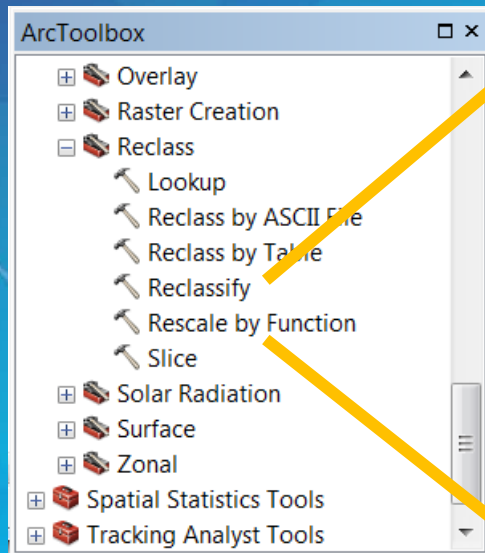 ArcToolbox
Overlay
Raster Creation
Reclass
Lookup
Reclass by ASCII File
Reclass by Table
Reclassify
Rescale by Function
Slice
Solar Radiation
Surface
Zonal
Spatial Statistics Tools
Tracking Analyst Tools